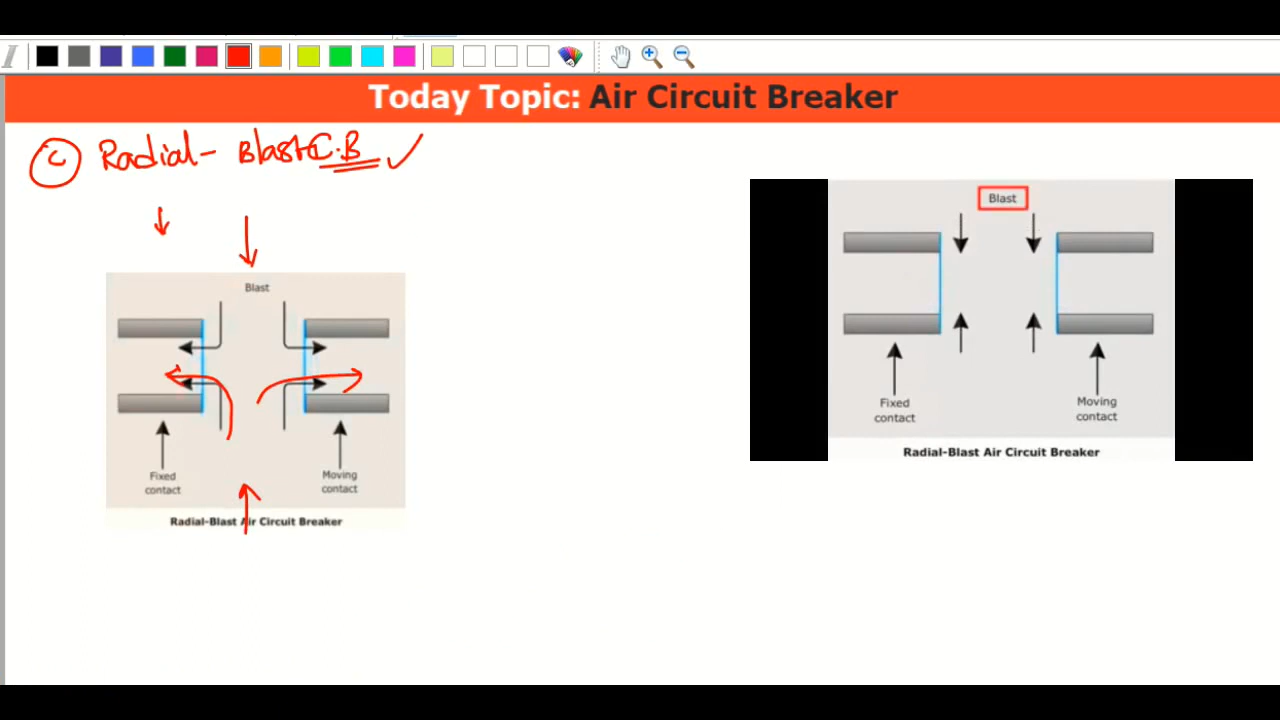 Today Topic: Air Circuit Breaker
C Radial- Blast C.B
Blast
Fixed
contact
Moving
contact
Radial-Blast Air Circuit Breaker
Blast
Fixed
contact
Moving
contact
Radial-Blast Air Circuit Breaker